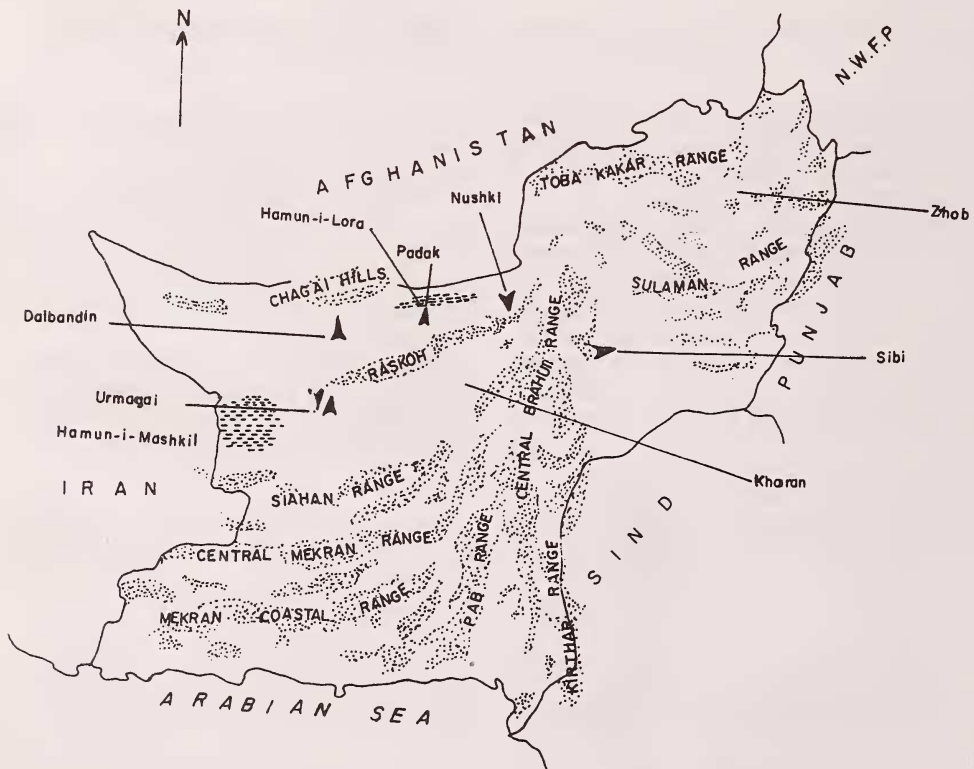 N
N.W.F.P
AFGHANISTAN
TOBA KAKAR RANGE
Nushki
Hamun-i-Lora
Zhob
Padak
CHAGAI HILLS
SULAMAN RANGE
PUNJAB
Dalbandin
RASKOH
Sibi
Urmagai
Hamun-i-Mashkil
CENTRAL BRAHUI RANGE
IRAN
Kharan
SIAHAN RANGE
SIND
CENTRAL MEKRAN RANGE
PAB RANGE
KIRTHAR RANGE
MEKRAN COASTAL RANGE
ARABIAN SEA